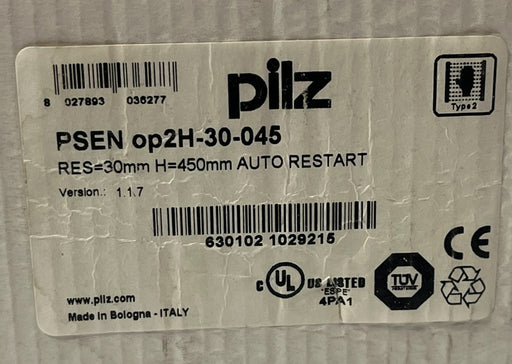 8 027893 036277
pilz
Type 2
PSEN op2H-30-045
RES=30mm H=450mm AUTO RESTART
Version.: 1.1.7
630102 1029215
CE
c UL US LISTED
"ESPE"
4PA1
TÜV
www.pilz.com
Made in Bologna - ITALY